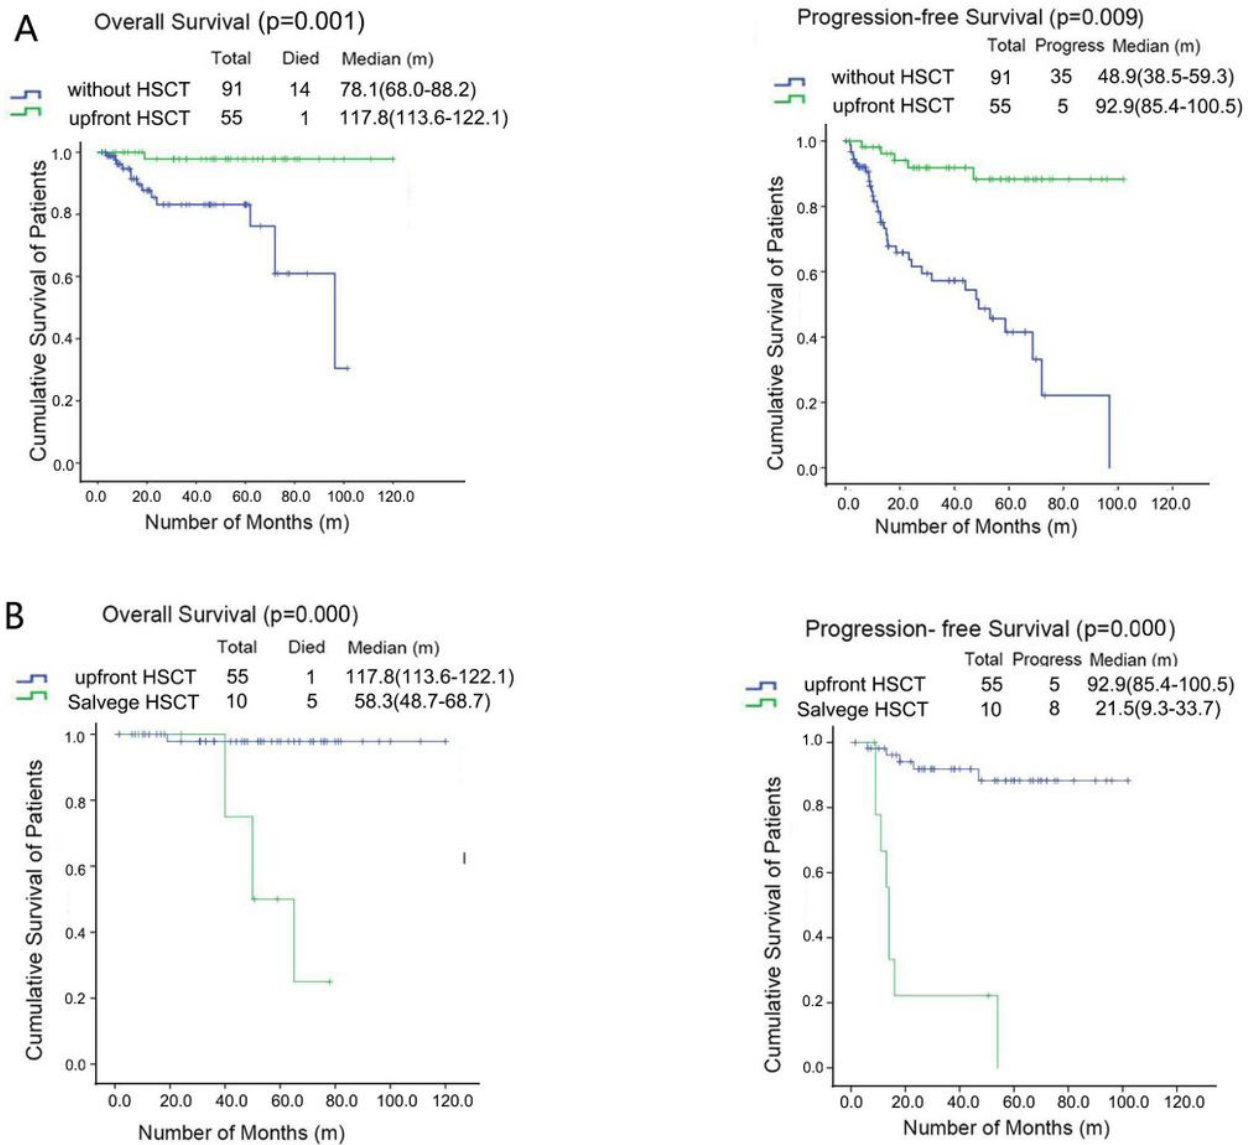 A
Overall Survival (p=0.001)
Total Died Median (m)
without HSCT 91 14 78.1(68.0-88.2)
upfront HSCT 55 1 117.8(113.6-122.1)
Cumulative Survival of Patients
1.0
0.8
0.6
0.4
0.2
0.0
0.0 20.0 40.0 60.0 80.0 100.0 120.0
Number of Months (m)
Progression-free Survival (p=0.009)
Total Progress Median (m)
without HSCT 91 35 48.9(38.5-59.3)
upfront HSCT 55 5 92.9(85.4-100.5)
Cumulative Survival of Patients
1.0
0.8
0.6
0.4
0.2
0.0
0.0 20.0 40.0 60.0 80.0 100.0 120.0
Number of Months (m)
B
Overall Survival (p=0.000)
Total Died Median (m)
upfront HSCT 55 1 117.8(113.6-122.1)
Salvege HSCT 10 5 58.3(48.7-68.7)
Cumulative Survival of Patients
1.0
0.8
0.6
0.4
0.2
0.0
0.0 20.0 40.0 60.0 80.0 100.0 120.0
Number of Months (m)
Progression- free Survival (p=0.000)
Total Progress Median (m)
upfront HSCT 55 5 92.9(85.4-100.5)
Salvege HSCT 10 8 21.5(9.3-33.7)
Cumulative Survival of Patients
1.0
0.8
0.6
0.4
0.2
0.0
0.0 20.0 40.0 60.0 80.0 100.0 120.0
Number of Months (m)